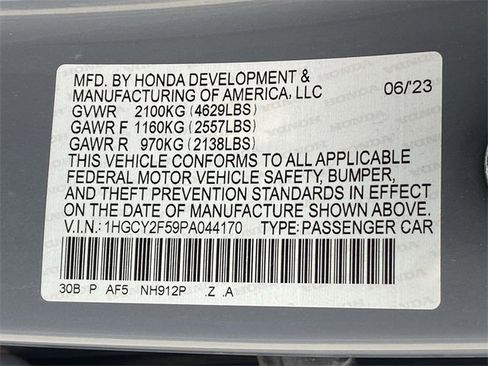 MFD. BY HONDA DEVELOPMENT &
MANUFACTURING OF AMERICA, LLC 06/23
GVWR 2100KG (4629LBS)
GAWR F 1160KG (2557LBS)
GAWR R 970KG (2138LBS)
THIS VEHICLE CONFORMS TO ALL APPLICABLE
FEDERAL MOTOR VEHICLE SAFETY, BUMPER,
AND THEFT PREVENTION STANDARDS IN EFFECT
ON THE DATE OF MANUFACTURE SHOWN ABOVE.
V.I.N.: 1HGCY2F59PA044170 TYPE: PASSENGER CAR
30B P AF5 NH912P .Z .A